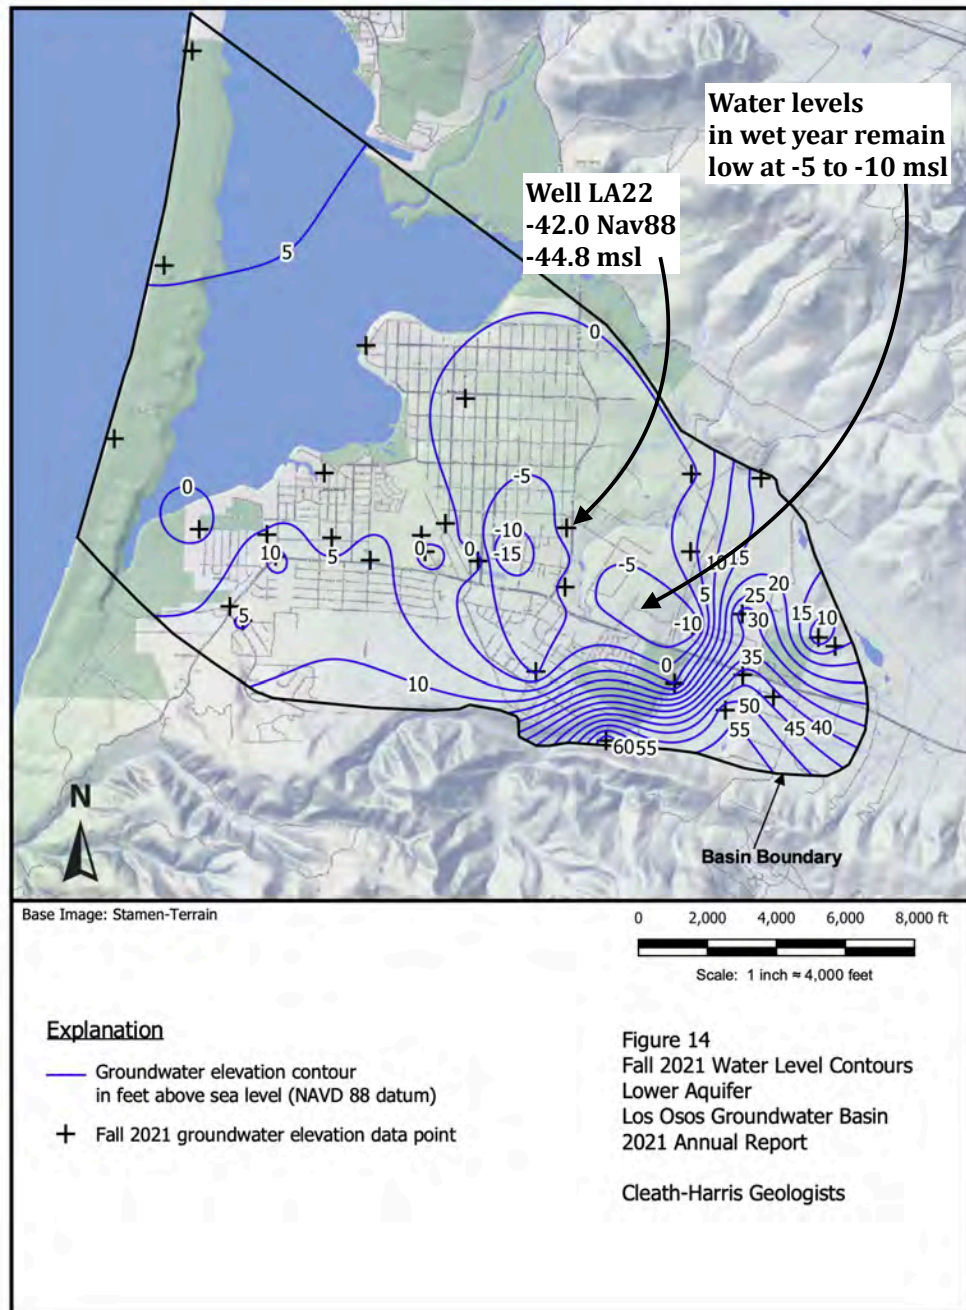 Water levels
in wet year remain
low at -5 to -10 msl
Well LA22
-42.0 Nav88
-44.8 msl
5
0
0
-5
-10
-15
0
0
10
5
5
10
-5
-10
0
5
10
15
20
25
30
15
10
35
50
55
45
40
60
55
N
Basin Boundary
Base Image: Stamen-Terrain
0 2,000 4,000 6,000 8,000 ft
Scale: 1 inch ≈ 4,000 feet
Explanation
Groundwater elevation contour
in feet above sea level (NAVD 88 datum)
Fall 2021 groundwater elevation data point
Figure 14
Fall 2021 Water Level Contours
Lower Aquifer
Los Osos Groundwater Basin
2021 Annual Report
Cleath-Harris Geologists